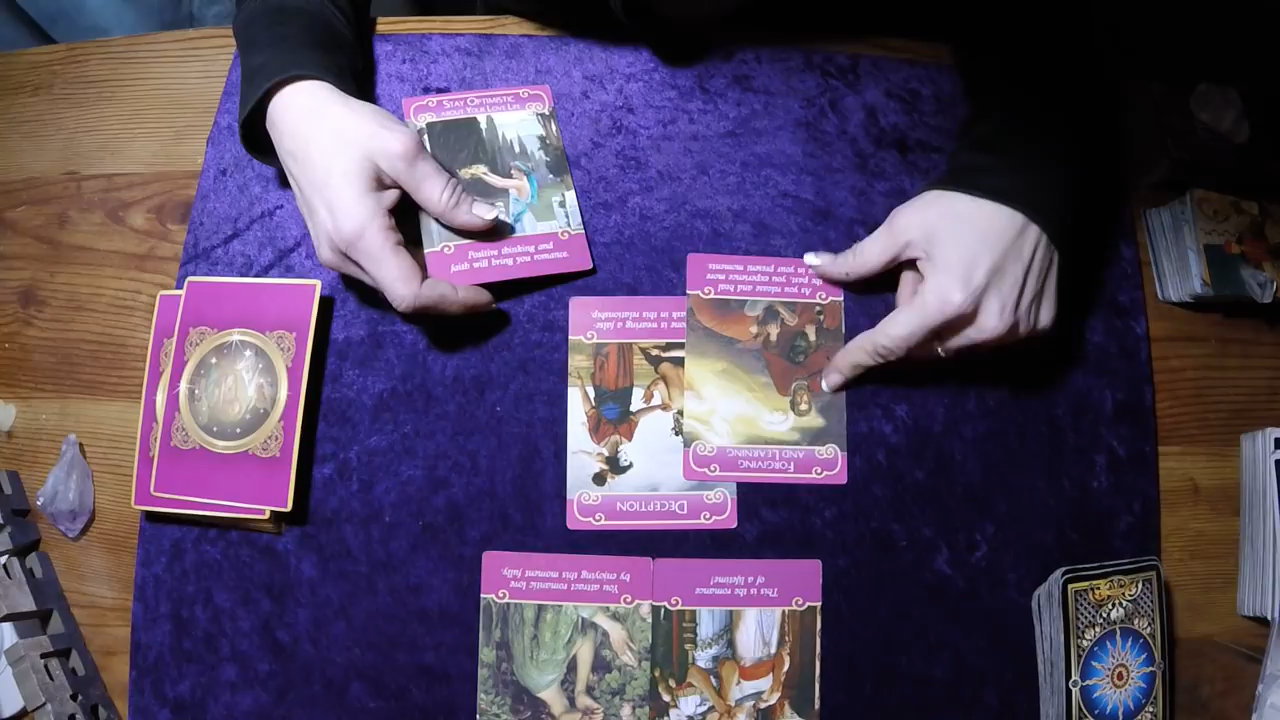 STAY OPTIMISTIC
ABOUT YOUR LOVE LIFE
Positive thinking and
faith will bring you romance.
As you release and heal
the past, you experience more
in your present moments
FORGIVING
AND LEARNING
is wearing a false
in this relationship.
DECEPTION
You attract romantic love
by enjoying this moment fully.
This is the romance
of a lifetime!